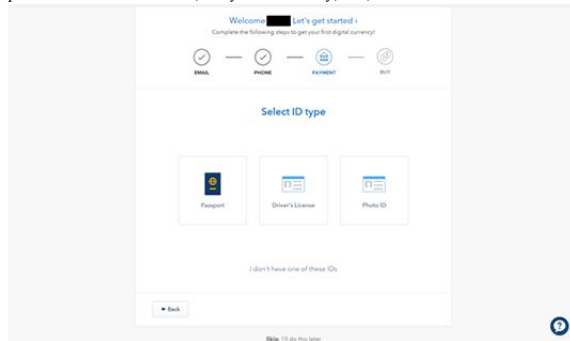 Welcome Let's get started ›
Complete the following steps to get your first digital currency!
EMAIL
PHONE
PAYMENT
BUY
Select ID type
Passport
Driver's License
Photo ID
I don't have one of these IDs
Back
Skip, I'll do this later